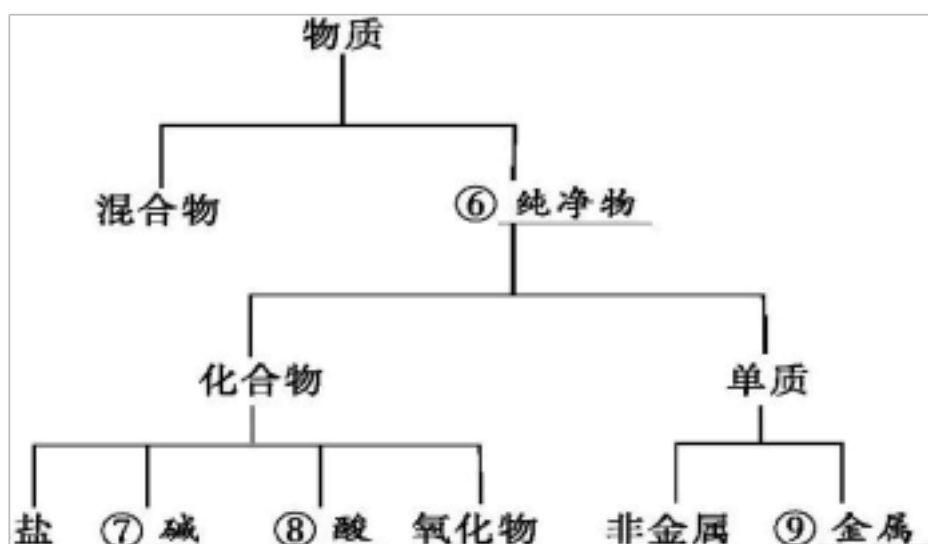 物质
混合物 ⑥ 纯净物
化合物 单质
盐 ⑦ 碱 ⑧ 酸 氧化物 非金属 ⑨ 金属